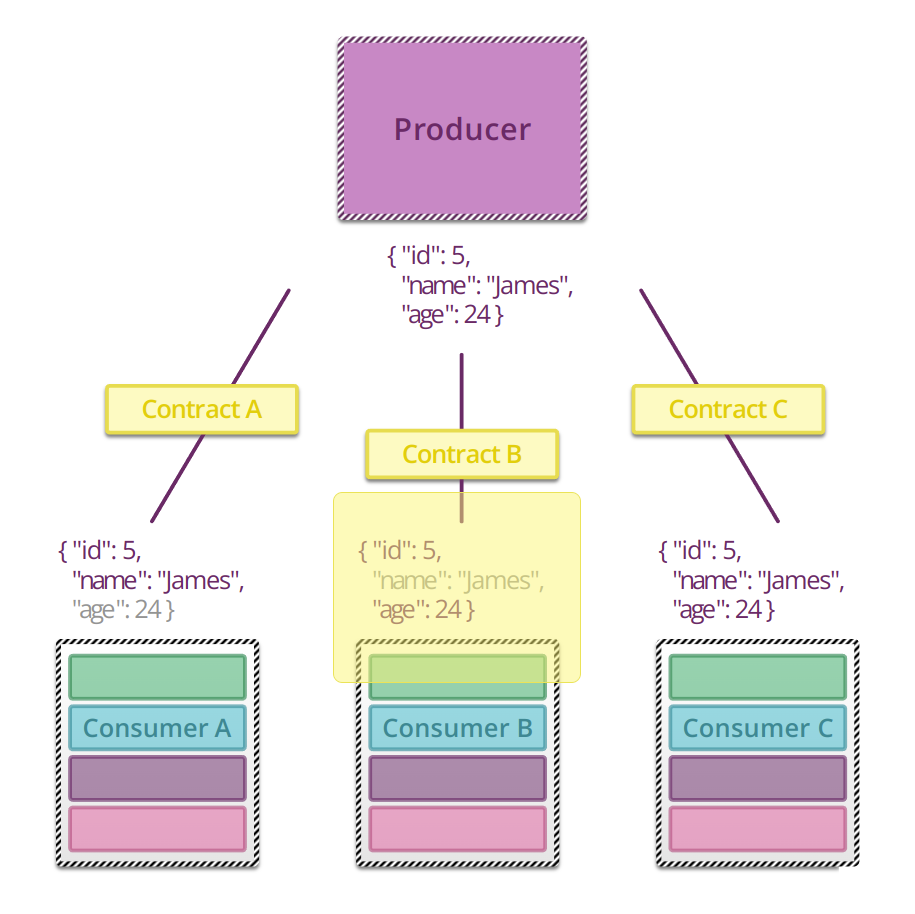 Producer
{ "id": 5,
"name": "James",
"age": 24 }
Contract A
Contract C
Contract B
{ "id": 5,
"name": "James",
"age": 24 }
{ "id": 5,
"name": "James",
"age": 24 }
{ "id": 5,
"name": "James",
"age": 24 }
Consumer A
Consumer B
Consumer C